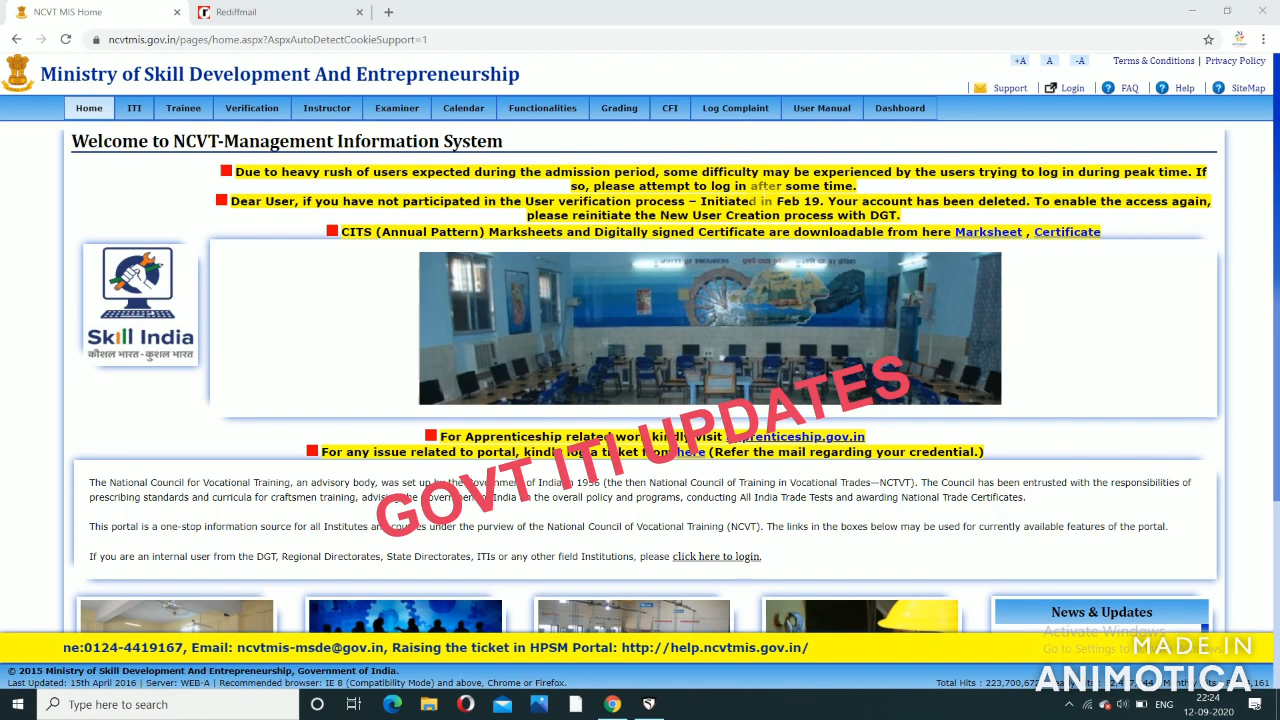 NCVT MIS Home
Rediffmail
ncvtmis.gov.in/pages/home.aspx?AspxAutoDetectCookieSupport=1
+A A -A Terms & Conditions | Privacy Policy
Ministry of Skill Development And Entrepreneurship
Support Login FAQ Help SiteMap
Home ITI Trainee Verification Instructor Examiner Calendar Functionalities Grading CFI Log Complaint User Manual Dashboard
Welcome to NCVT-Management Information System
Due to heavy rush of users expected during the admission period, some difficulty may be experienced by the users trying to log in during peak time. If
so, please attempt to log in after some time.
Dear User, if you have not participated in the User verification process – Initiated in Feb 19. Your account has been deleted. To enable the access again,
please reinitiate the New User Creation process with DGT.
CITS (Annual Pattern) Marksheets and Digitally signed Certificate are downloadable from here Marksheet , Certificate
Skill India
कौशल भारत-कुशल भारत
GOVT ITI UPDATES
For Apprenticeship related work kindly visit apprenticeship.gov.in
For any issue related to portal, kindly log a ticket from here (Refer the mail regarding your credential.)
The National Council for Vocational Training, an advisory body, was set up by the Government of India in 1956 (the then National Council of Training in Vocational Trades—NCTVT). The Council has been entrusted with the responsibilities of
prescribing standards and curricula for craftsmen training, advising the Government of India on the overall policy and programs, conducting All India Trade Tests and awarding National Trade Certificates.
This portal is a one-stop information source for all Institutes and courses under the purview of the National Council of Vocational Training (NCVT). The links in the boxes below may be used for currently available features of the portal.
If you are an internal user from the DGT, Regional Directorates, State Directorates, ITIs or any other field Institutions, please click here to login.
News & Updates
Activate Windows
Go to Settings to
ne:0124-4419167, Email: ncvtmis-msde@gov.in, Raising the ticket in HPSM Portal: http://help.ncvtmis.gov.in/
MADE IN
ANIMOTICA
© 2015 Ministry of Skill Development And Entrepreneurship, Government of India.
Last Updated: 15th April 2016 | Server: WEB-A | Recommended browser: IE 8 (Compatibility Mode) and above, Chrome or Firefox.
Total Hits : 223,700,67
Type here to search
ENG
22:24
12-09-2020